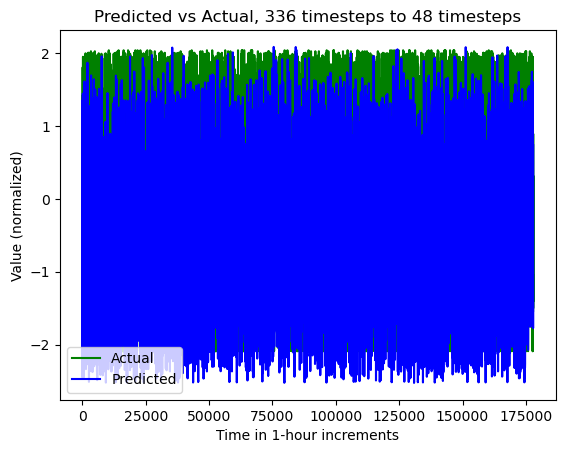 Predicted vs Actual, 336 timesteps to 48 timesteps
Value (normalized)
2
1
0
−1
−2
Actual
Predicted
0 25000 50000 75000 100000 125000 150000 175000
Time in 1-hour increments